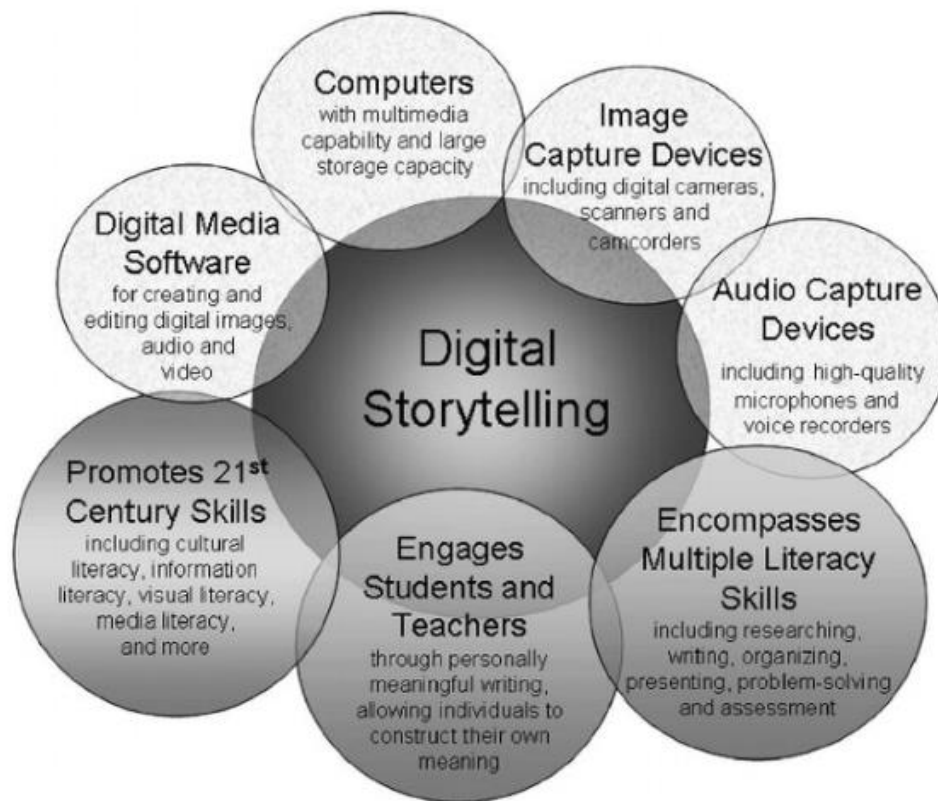 Computers
with multimedia
capability and large
storage capacity
Image
Capture Devices
including digital cameras,
scanners and
camcorders
Digital Media
Software
for creating and
editing digital images,
audio and
video
Audio Capture
Devices
including high-quality
microphones and
voice recorders
Digital
Storytelling
Promotes 21st
Century Skills
including cultural
literacy, information
literacy, visual literacy,
media literacy,
and more
Engages
Students and
Teachers
through personally
meaningful writing,
allowing individuals to
construct their own
meaning
Encompasses
Multiple Literacy
Skills
including researching,
writing, organizing,
presenting, problem-solving
and assessment